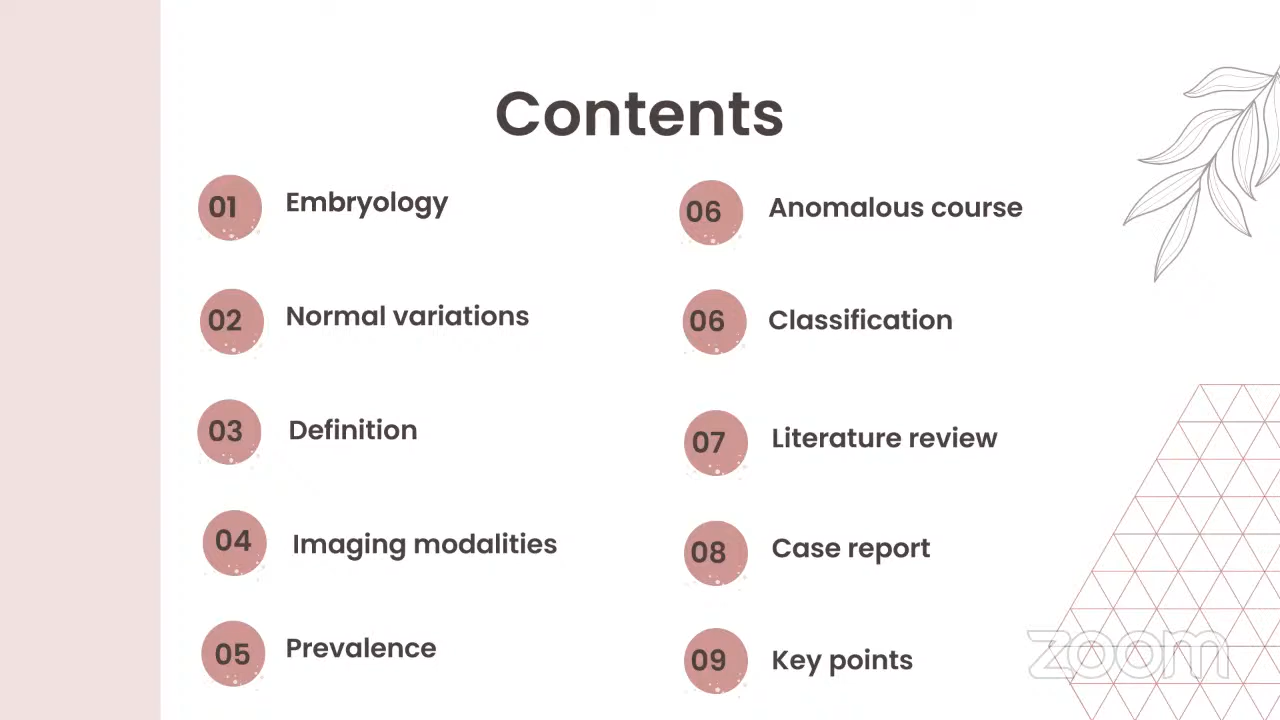 Contents
01 Embryology
02 Normal variations
03 Definition
04 Imaging modalities
05 Prevalence
06 Anomalous course
06 Classification
07 Literature review
08 Case report
09 Key points
zoom